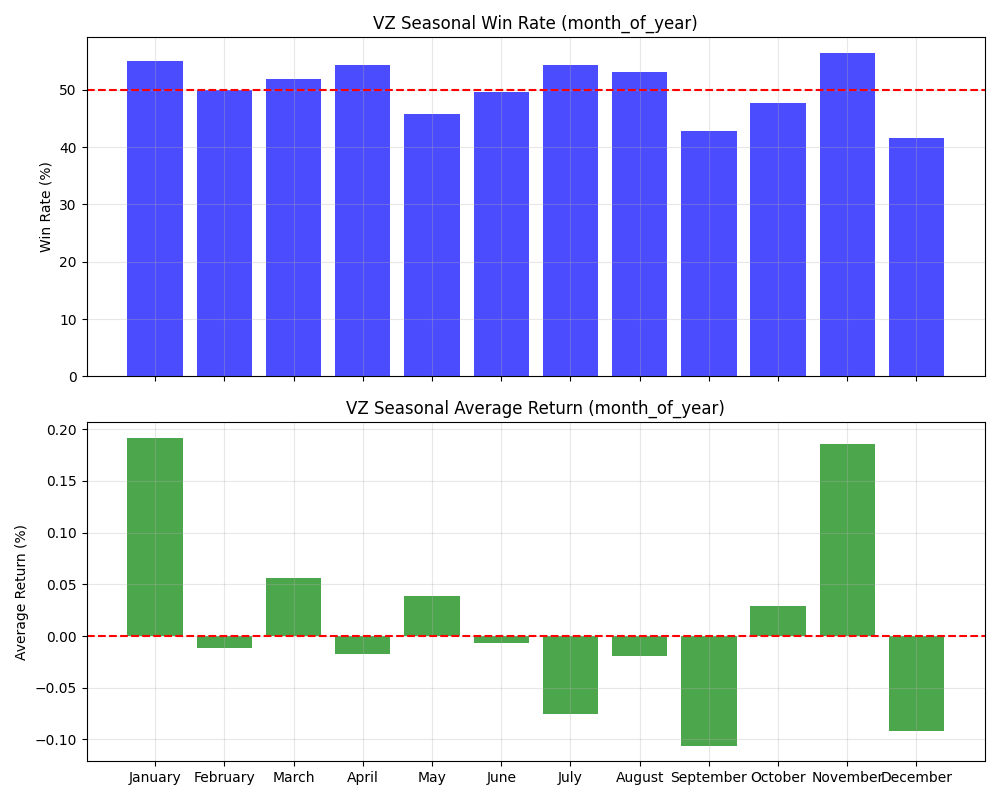 VZ Seasonal Win Rate (month_of_year)
Win Rate (%)
50
40
30
20
10
0
VZ Seasonal Average Return (month_of_year)
Average Return (%)
0.20
0.15
0.10
0.05
0.00
−0.05
−0.10
January February March April May June July August September October November December